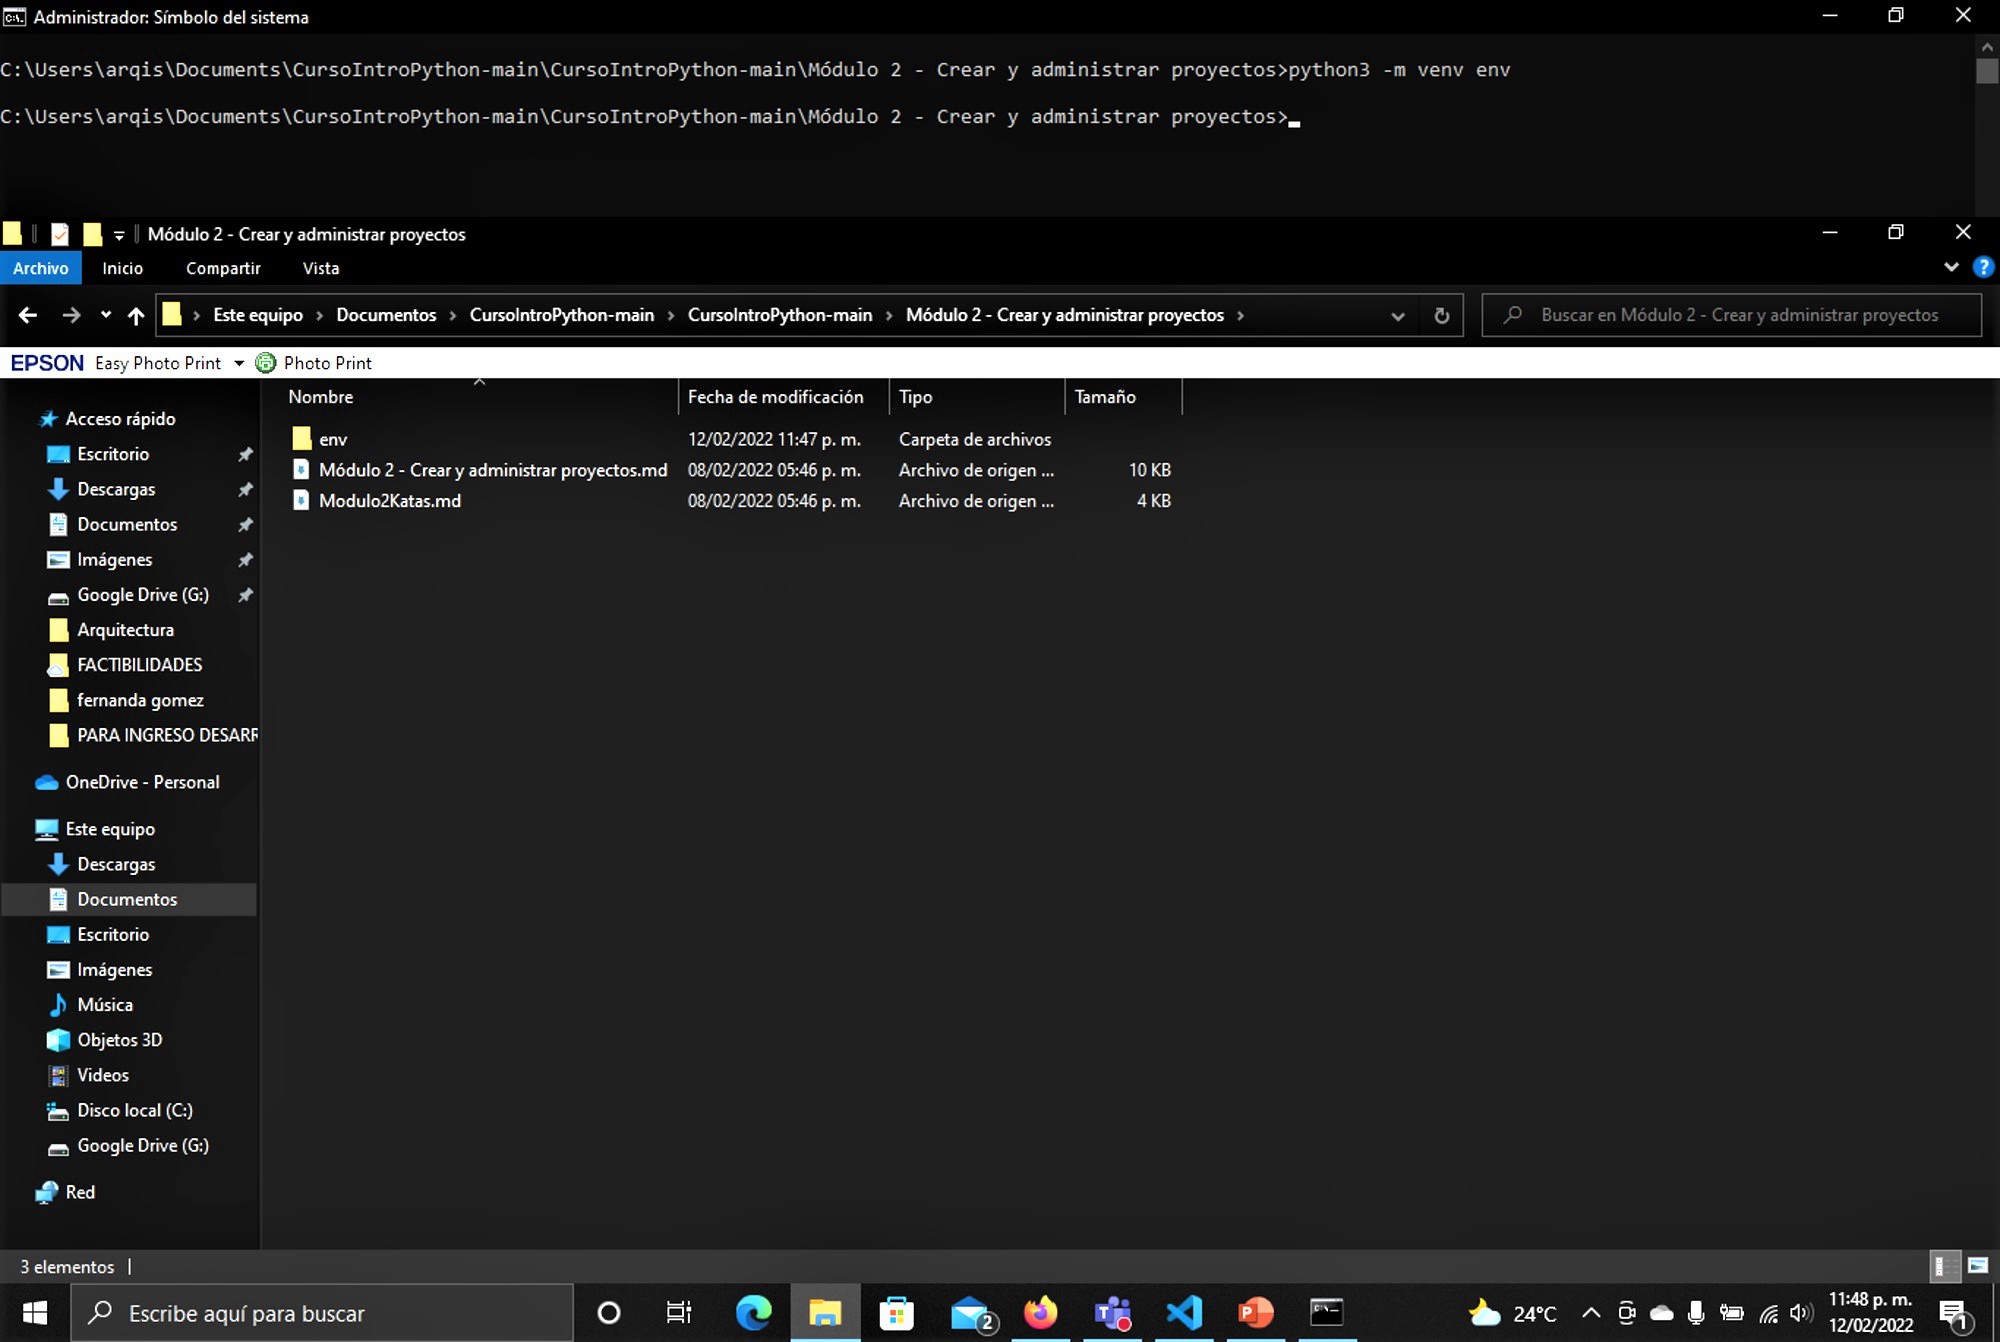 Administrador: Símbolo del sistema
C:\Users\arqis\Documents\CursoIntroPython-main\CursoIntroPython-main\Módulo 2 - Crear y administrar proyectos>python3 -m venv env
C:\Users\arqis\Documents\CursoIntroPython-main\CursoIntroPython-main\Módulo 2 - Crear y administrar proyectos>
Módulo 2 - Crear y administrar proyectos
Archivo Inicio Compartir Vista
Este equipo > Documentos > CursoIntroPython-main > CursoIntroPython-main > Módulo 2 - Crear y administrar proyectos >
Buscar en Módulo 2 - Crear y administrar proyectos
EPSON Easy Photo Print Photo Print
Nombre Fecha de modificación Tipo Tamaño
env 12/02/2022 11:47 p. m. Carpeta de archivos
Módulo 2 - Crear y administrar proyectos.md 08/02/2022 05:46 p. m. Archivo de origen ... 10 KB
Modulo2Katas.md 08/02/2022 05:46 p. m. Archivo de origen ... 4 KB
Acceso rápido
Escritorio
Descargas
Documentos
Imágenes
Google Drive (G:)
Arquitectura
FACTIBILIDADES
fernanda gomez
PARA INGRESO DESARR
OneDrive - Personal
Este equipo
Descargas
Documentos
Escritorio
Imágenes
Música
Objetos 3D
Videos
Disco local (C:)
Google Drive (G:)
Red
3 elementos
Escribe aquí para buscar
2
24°C
11:48 p. m.
12/02/2022
1